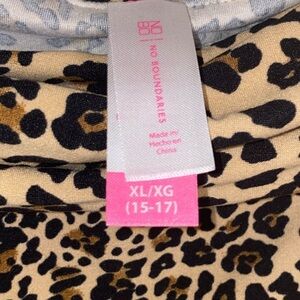 NO
BO
NO BOUNDARIES
Made in/
Hecho en
China
XL/XG
(15-17)